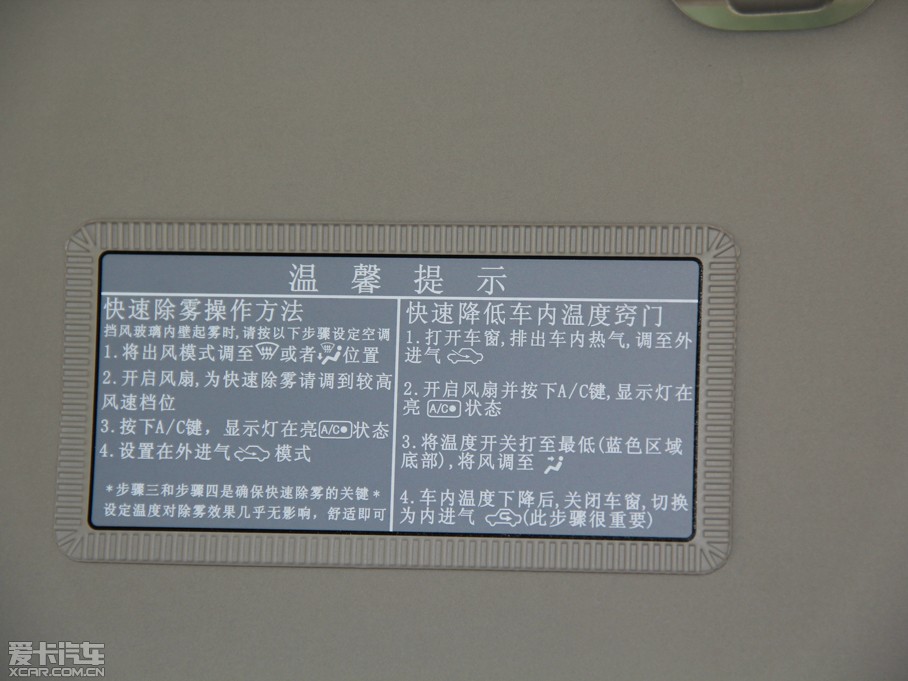 温馨提示
快速除雾操作方法
挡风玻璃内壁起雾时,请按以下步骤设定空调
1.将出风模式调至或者位置
2.开启风扇,为快速除雾请调到较高
风速档位
3.按下A/C键，显示灯在亮A/C状态
4.设置在外进气模式
*步骤三和步骤四是确保快速除雾的关键*
设定温度对除雾效果几乎无影响，舒适即可
快速降低车内温度窍门
1.打开车窗,排出车内热气,调至外
进气
2.开启风扇并按下A/C键,显示灯在
亮A/C状态
3.将温度开关打至最低(蓝色区域
底部),将风调至
4.车内温度下降后,关闭车窗,切换
为内进气(此步骤很重要)
爱卡汽车
XCAR.COM.CN